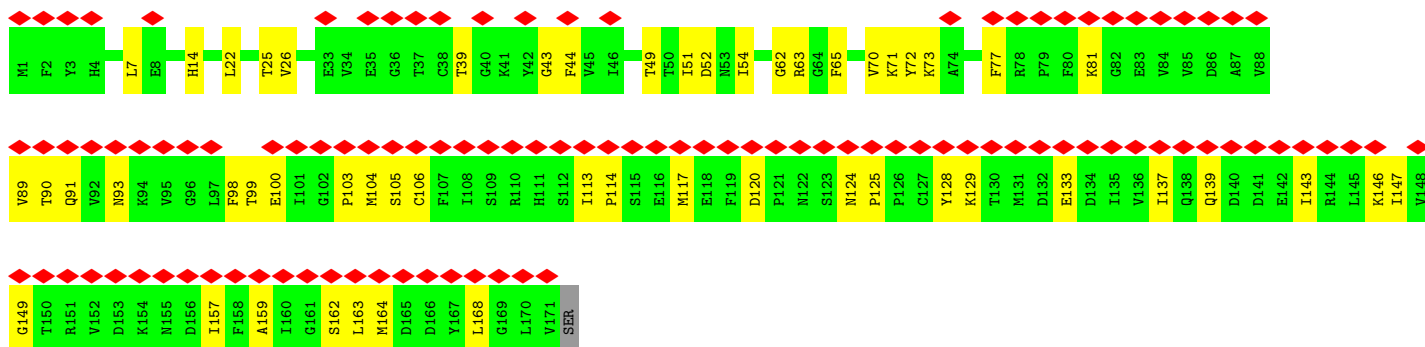 M1 F2 Y3 H4 L7 E8 H14 L22 T25 V26 E33 V34 E35 G36 T37 C38 T39 G40 K41 Y42 G43 F44 V45 I46 T49 T50 I51 D52 N53 I54 G62 R63 G64 F65 V70 K71 Y72 K73 A74 F77 R78 P79 F80 K81 G82 E83 V84 V85 D86 A87 V88
V89 T90 Q91 V92 N93 K94 V95 G96 L97 F98 T99 E100 I101 G102 P103 M104 S105 C106 F107 I108 S109 R110 H111 S112 I113 P114 S115 E116 M117 E118 F119 D120 P121 N122 S123 N124 P125 P126 C127 Y128 K129 T130 M131 D132 E133 D134 I135 V136 I137 Q138 Q139 D140 D141 E142 I143 R144 L145 K146 I147 V148
G149 T150 R151 V152 D153 K154 N155 D156 I157 F158 A159 I160 G161 S162 L163 M164 D165 D166 Y167 L168 G169 L170 V171 SER